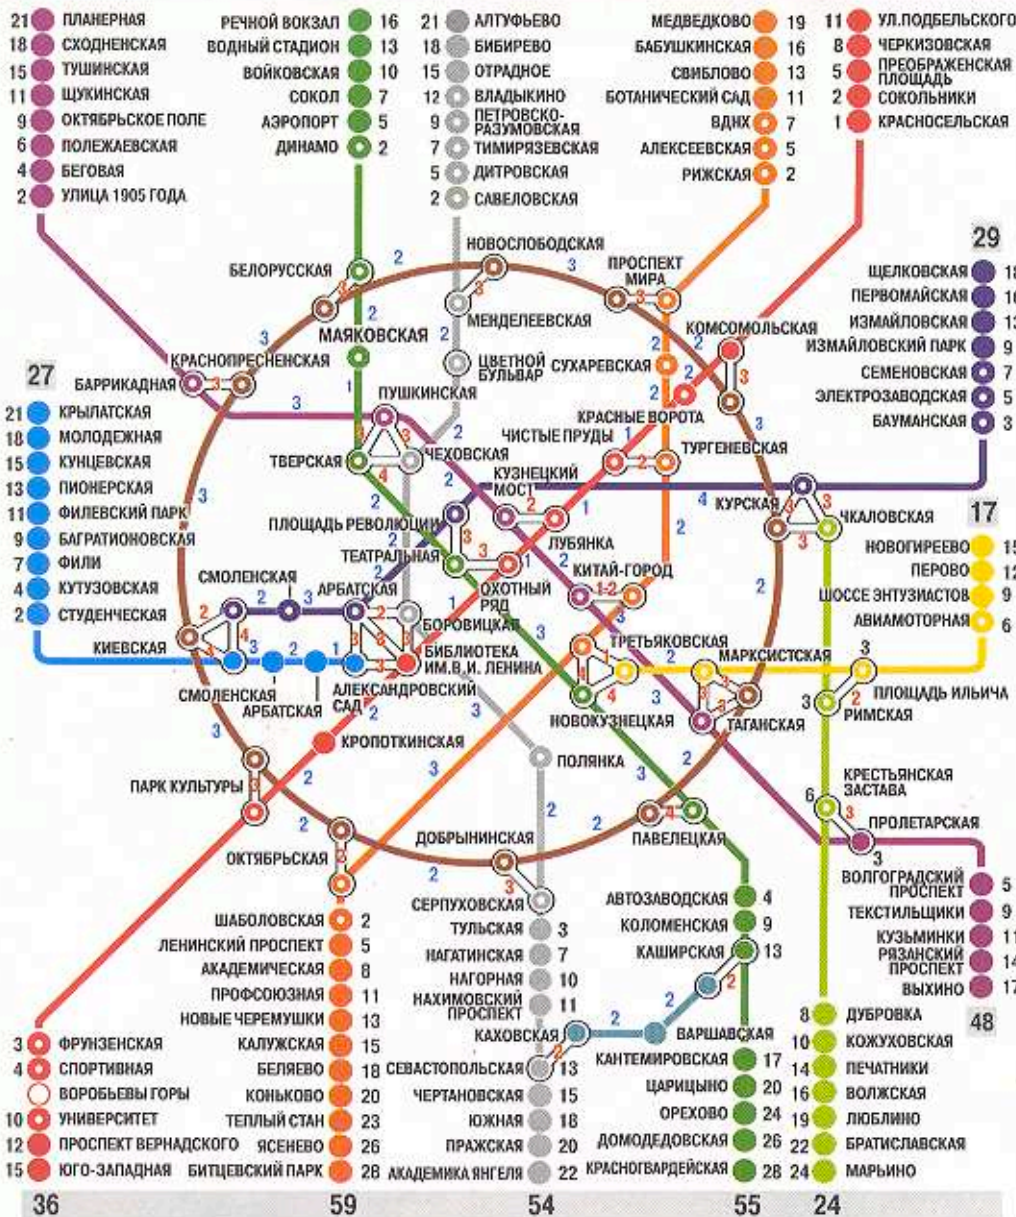 21 ПЛАНЕРНАЯ
18 СХОДНЕНСКАЯ
15 ТУШИНСКАЯ
11 ЩУКИНСКАЯ
9 ОКТЯБРЬСКОЕ ПОЛЕ
6 ПОЛЕЖАЕВСКАЯ
4 БЕГОВАЯ
2 УЛИЦА 1905 ГОДА
РЕЧНОЙ ВОКЗАЛ 16
ВОДНЫЙ СТАДИОН 13
ВОЙКОВСКАЯ 10
СОКОЛ 7
АЭРОПОРТ 5
ДИНАМО 2
21 АЛТУФЬЕВО
18 БИБИРЕВО
15 ОТРАДНОЕ
12 ВЛАДЫКИНО
9 ПЕТРОВСКО-
РАЗУМОВСКАЯ
7 ТИМИРЯЗЕВСКАЯ
5 ДИТРОВСКАЯ
2 САВЕЛОВСКАЯ
МЕДВЕДКОВО 19
БАБУШКИНСКАЯ 16
СВИБЛОВО 13
БОТАНИЧЕСКИЙ САД 11
ВДНХ 7
АЛЕКСЕЕВСКАЯ 5
РИЖСКАЯ 2
11 УЛ.ПОДБЕЛЬСКОГО
8 ЧЕРКИЗОВСКАЯ
5 ПРЕОБРАЖЕНСКАЯ
ПЛОЩАДЬ
2 СОКОЛЬНИКИ
1 КРАСНОСЕЛЬСКАЯ
29
ЩЕЛКОВСКАЯ 18
ПЕРВОМАЙСКАЯ 16
ИЗМАЙЛОВСКАЯ 13
ИЗМАЙЛОВСКИЙ ПАРК 9
СЕМЕНОВСКАЯ 7
ЭЛЕКТРОЗАВОДСКАЯ 5
БАУМАНСКАЯ 3
НОВОСЛОБОДСКАЯ
БЕЛОРУССКАЯ
ПРОСПЕКТ
МИРА
МЕНДЕЛЕЕВСКАЯ
КОМСОМОЛЬСКАЯ
МАЯКОВСКАЯ
КРАСНОПРЕСНЕНСКАЯ
БАРРИКАДНАЯ
ЦВЕТНОЙ
БУЛЬВАР
СУХАРЕВСКАЯ
ПУШКИНСКАЯ
КРАСНЫЕ ВОРОТА
ЧИСТЫЕ ПРУДЫ
ТУРГЕНЕВСКАЯ
ТВЕРСКАЯ
ЧЕХОВСКАЯ
КУЗНЕЦКИЙ
МОСТ
27
21 КРЫЛАТСКАЯ
18 МОЛОДЕЖНАЯ
15 КУНЦЕВСКАЯ
13 ПИОНЕРСКАЯ
11 ФИЛЕВСКИЙ ПАРК
9 БАГРАТИОНОВСКАЯ
7 ФИЛИ
4 КУТУЗОВСКАЯ
2 СТУДЕНЧЕСКАЯ
ПЛОЩАДЬ РЕВОЛЮЦИИ
ТЕАТРАЛЬНАЯ
ЛУБЯНКА
КУРСКАЯ
ЧКАЛОВСКАЯ
17
НОВОГИРЕЕВО 15
ПЕРОВО 12
ШОССЕ ЭНТУЗИАСТОВ 9
АВИАМОТОРНАЯ 6
СМОЛЕНСКАЯ
АРБАТСКАЯ
ОХОТНЫЙ
РЯД
КИТАЙ-ГОРОД
1-2
БОРОВИЦКАЯ
КИЕВСКАЯ
БИБЛИОТЕКА
ИМ.В.И. ЛЕНИНА
ТРЕТЬЯКОВСКАЯ
МАРКСИСТСКАЯ
СМОЛЕНСКАЯ
АРБАТСКАЯ
АЛЕКСАНДРОВСКИЙ
САД
НОВОКУЗНЕЦКАЯ
ТАГАНСКАЯ
ПЛОЩАДЬ ИЛЬИЧА
РИМСКАЯ
КРОПОТКИНСКАЯ
ПОЛЯНКА
ПАРК КУЛЬТУРЫ
КРЕСТЬЯНСКАЯ
ЗАСТАВА
ПРОЛЕТАРСКАЯ
ОКТЯБРЬСКАЯ
ДОБРЫНИНСКАЯ
ПАВЕЛЕЦКАЯ
СЕРПУХОВСКАЯ
ВОЛГОГРАДСКИЙ
ПРОСПЕКТ 5
ТЕКСТИЛЬЩИКИ 9
КУЗЬМИНКИ 11
РЯЗАНСКИЙ
ПРОСПЕКТ 14
ВЫХИНО 17
48
ШАБОЛОВСКАЯ 2
ЛЕНИНСКИЙ ПРОСПЕКТ 5
АКАДЕМИЧЕСКАЯ 8
ПРОФСОЮЗНАЯ 11
НОВЫЕ ЧЕРЕМУШКИ 13
КАЛУЖСКАЯ 15
БЕЛЯЕВО 18
КОНЬКОВО 20
ТЕПЛЫЙ СТАН 23
ЯСЕНЕВО 26
БИТЦЕВСКИЙ ПАРК 28
ТУЛЬСКАЯ 3
НАГАТИНСКАЯ 7
НАГОРНАЯ 10
НАХИМОВСКИЙ
ПРОСПЕКТ 11
КАХОВСКАЯ
СЕВАСТОПОЛЬСКАЯ 13
ЧЕРТАНОВСКАЯ 15
ЮЖНАЯ 18
ПРАЖСКАЯ 20
АКАДЕМИКА ЯНГЕЛЯ 22
АВТОЗАВОДСКАЯ 4
КОЛОМЕНСКАЯ 9
КАШИРСКАЯ 13
ВАРШАВСКАЯ
КАНТЕМИРОВСКАЯ 17
ЦАРИЦЫНО 20
ОРЕХОВО 24
ДОМОДЕДОВСКАЯ 26
КРАСНОГВАРДЕЙСКАЯ 28
8 ДУБРОВКА
10 КОЖУХОВСКАЯ
14 ПЕЧАТНИКИ
16 ВОЛЖСКАЯ
19 ЛЮБЛИНО
22 БРАТИСЛАВСКАЯ
24 МАРЬИНО
3 ФРУНЗЕНСКАЯ
4 СПОРТИВНАЯ
ВОРОБЬЕВЫ ГОРЫ
10 УНИВЕРСИТЕТ
12 ПРОСПЕКТ ВЕРНАДСКОГО
15 ЮГО-ЗАПАДНАЯ
36 59 54 55 24